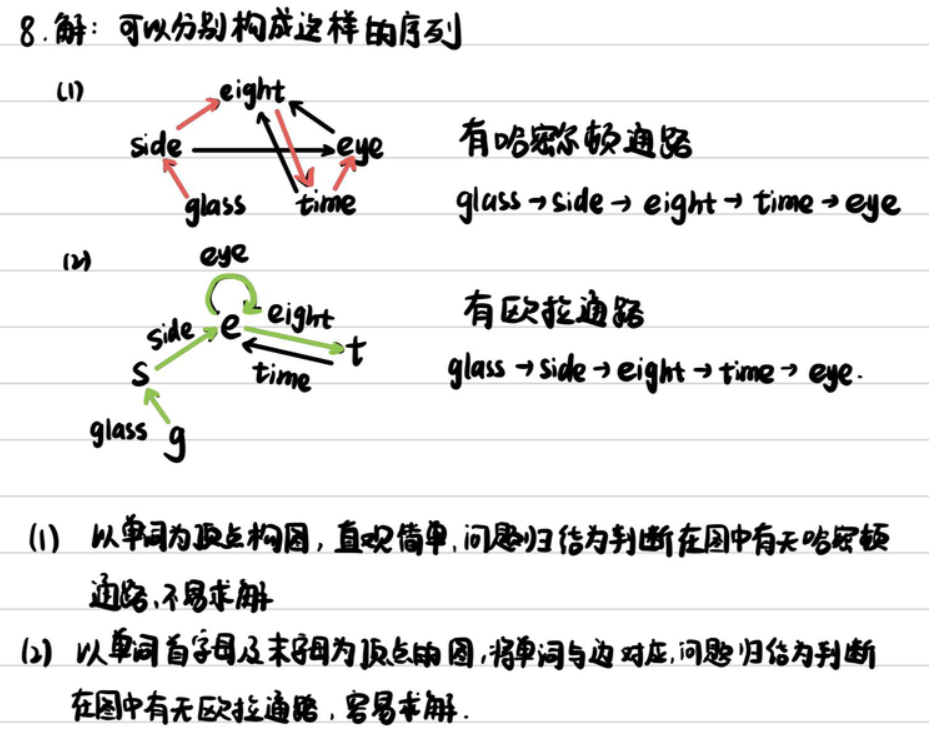 8.解：可以分别构成这样的序列
(1)
eight
side
eye
glass
time
有哈密尔顿通路
glass→side→eight→time→eye
(2)
eye
side
e
eight
t
time
s
glass
g
有欧拉通路
glass→side→eight→time→eye.
(1) 以单词为顶点构图，直观简单，问题归结为判断在图中有无哈密顿
通路，不易求解
(2) 以单词首字母及末字母为顶点的图，将单词与边对应，问题归结为判断
在图中有无欧拉通路，容易求解.